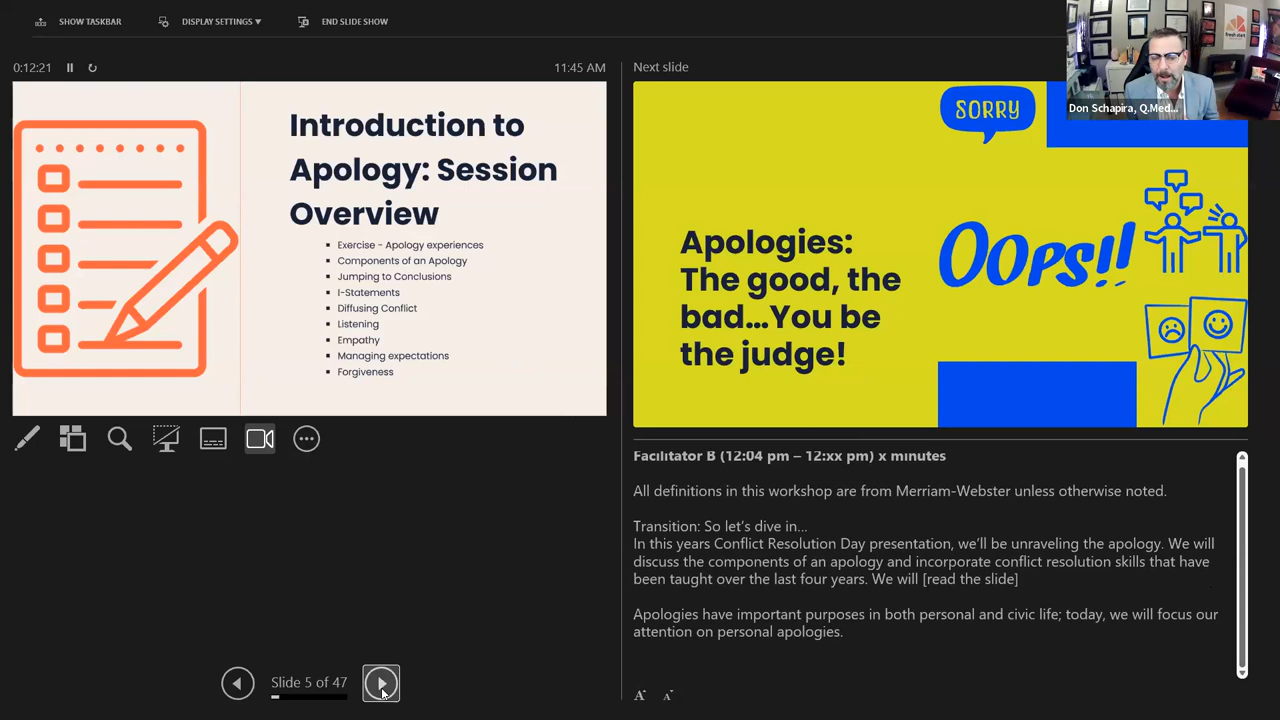 SHOW TASKBAR
DISPLAY SETTINGS ▼
END SLIDE SHOW
0:12:21
11:45 AM
Introduction to
Apology: Session
Overview
▪ Exercise - Apology experiences
▪ Components of an Apology
▪ Jumping to Conclusions
▪ I-Statements
▪ Diffusing Conflict
▪ Listening
▪ Empathy
▪ Managing expectations
▪ Forgiveness
Slide 5 of 47
Next slide
SORRY
Apologies:
The good, the
bad...You be
the judge!
OOPS!!
fresh start
Don Schapira, Q.Med...
Facilitator B (12:04 pm – 12:xx pm) x minutes
All definitions in this workshop are from Merriam-Webster unless otherwise noted.
Transition: So let's dive in...
In this years Conflict Resolution Day presentation, we'll be unraveling the apology. We will
discuss the components of an apology and incorporate conflict resolution skills that have
been taught over the last four years. We will [read the slide]
Apologies have important purposes in both personal and civic life; today, we will focus our
attention on personal apologies.
A A